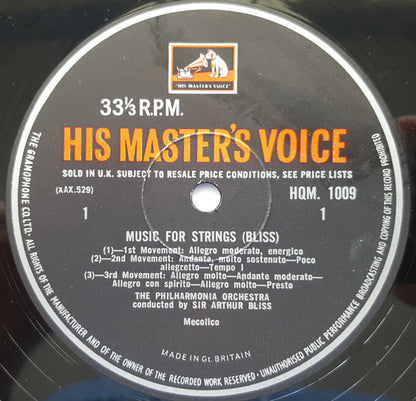 "HIS MASTER'S VOICE"
33⅓ R.P.M.
HIS MASTER'S VOICE
SOLD IN U.K. SUBJECT TO RESALE PRICE CONDITIONS, SEE PRICE LISTS
(XAX.529)
HQM. 1009
1
1
MUSIC FOR STRINGS (BLISS)
(1)—1st Movement: Allegro moderato, energico
(2)—2nd Movement: Andante, molto sostenuto—Poco
allegretto—Tempo I
(3)—3rd Movement: Allegro molto—Andante moderato—
Allegro con spirito—Allegro molto—Presto
THE PHILHARMONIA ORCHESTRA
conducted by SIR ARTHUR BLISS
Mecolico
MADE IN Gt. BRITAIN
THE GRAMOPHONE CO. LTD. · ALL RIGHTS OF THE MANUFACTURER AND OF THE OWNER OF THE RECORDED WORK RESERVED · UNAUTHORISED PUBLIC PERFORMANCE BROADCASTING AND COPYING OF THIS RECORD PROHIBITED